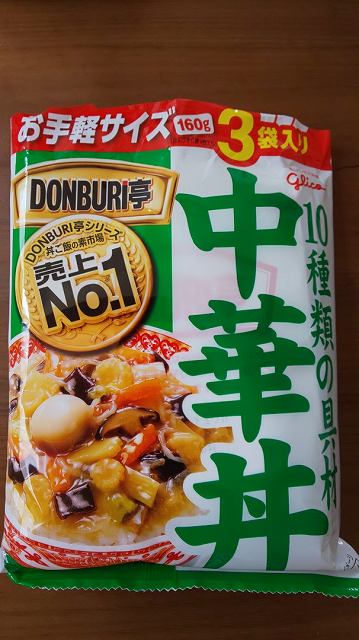 お手軽サイズ 160g 3袋入り
glico
DONBURI亭
DONBURI亭シリーズ
丼ご飯の素市場
売上
No.1
10種類の具材
中華丼